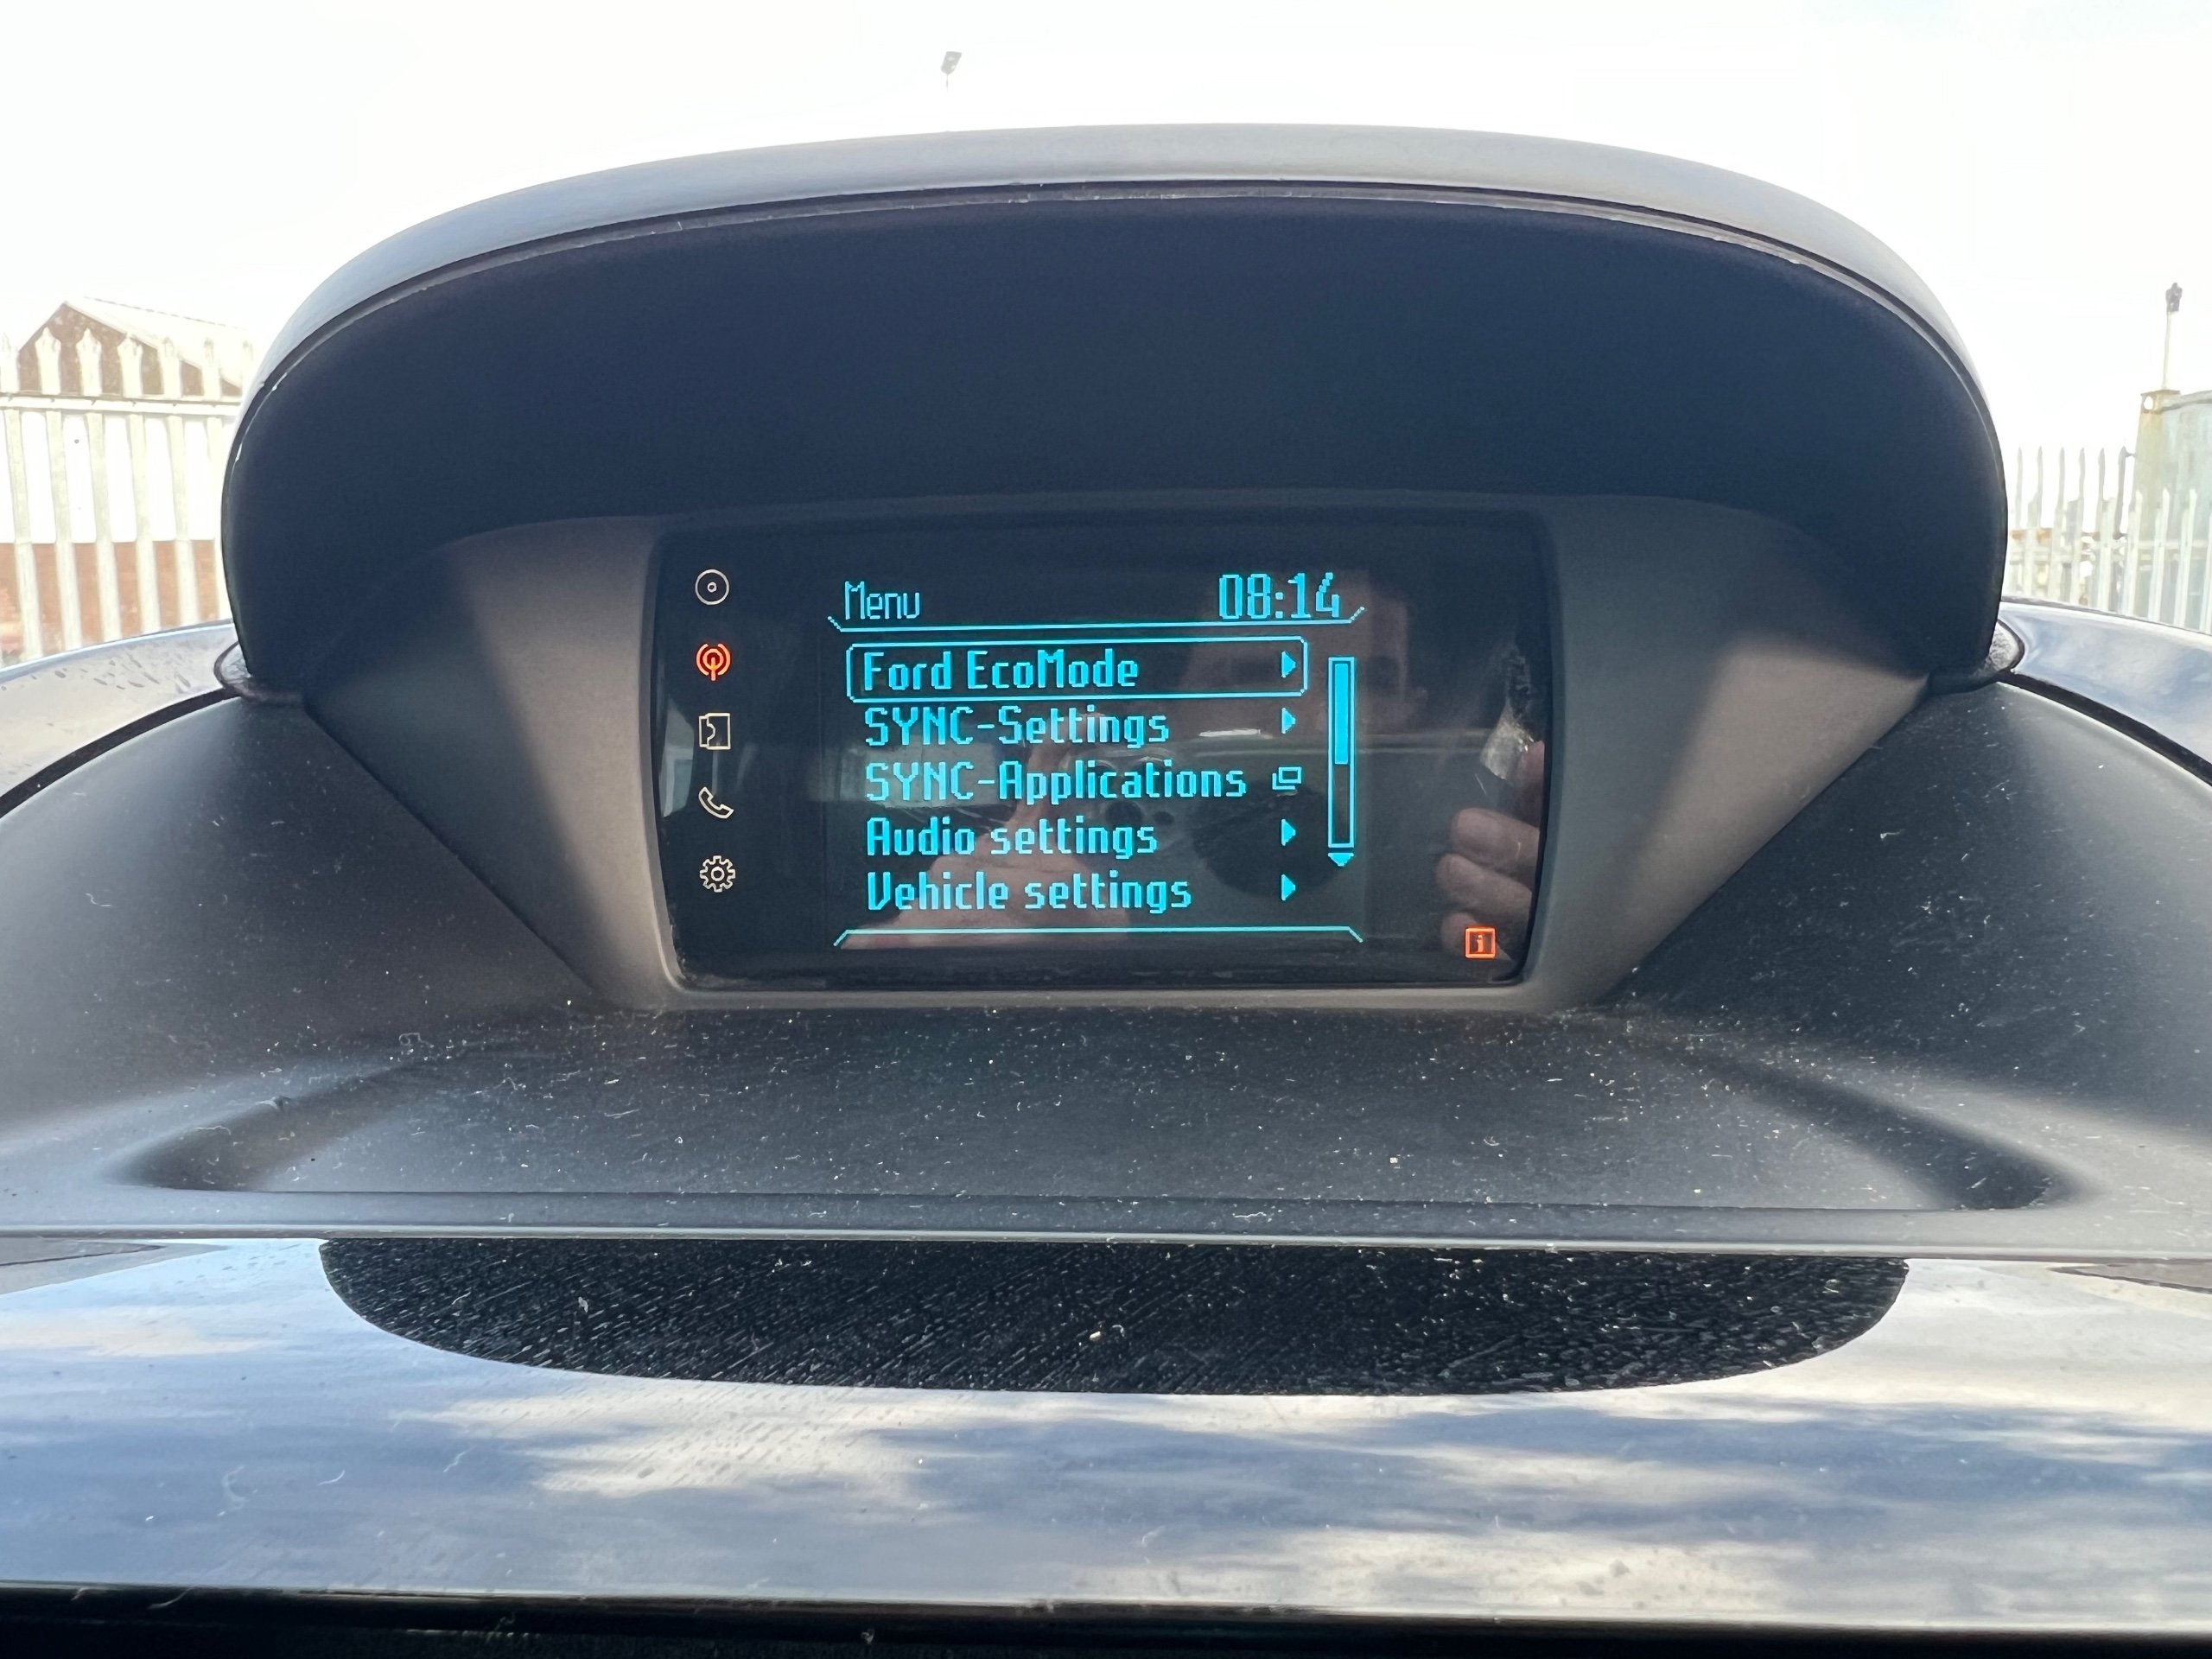 Menu 08:14
Ford EcoMode
SYNC-Settings
SYNC-Applications
Audio settings
Vehicle settings
i